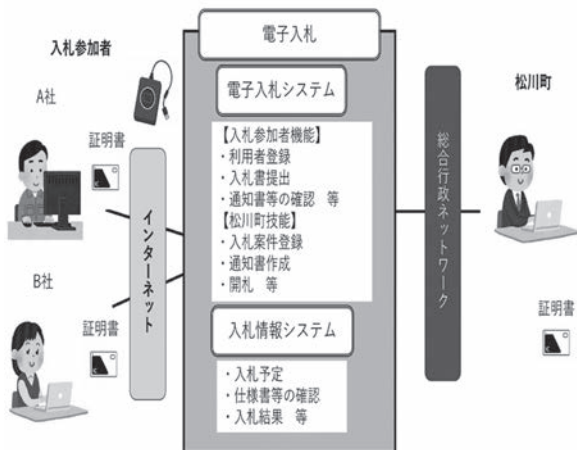 入札参加者
A社
証明書
B社
証明書
インターネット
電子入札
電子入札システム
【入札参加者機能】
・利用者登録
・入札書提出
・通知書等の確認 等
【松川町技能】
・入札案件登録
・通知書作成
・開札 等
入札情報システム
・入札予定
・仕様書等の確認
・入札結果 等
総合行政ネットワーク
松川町
証明書